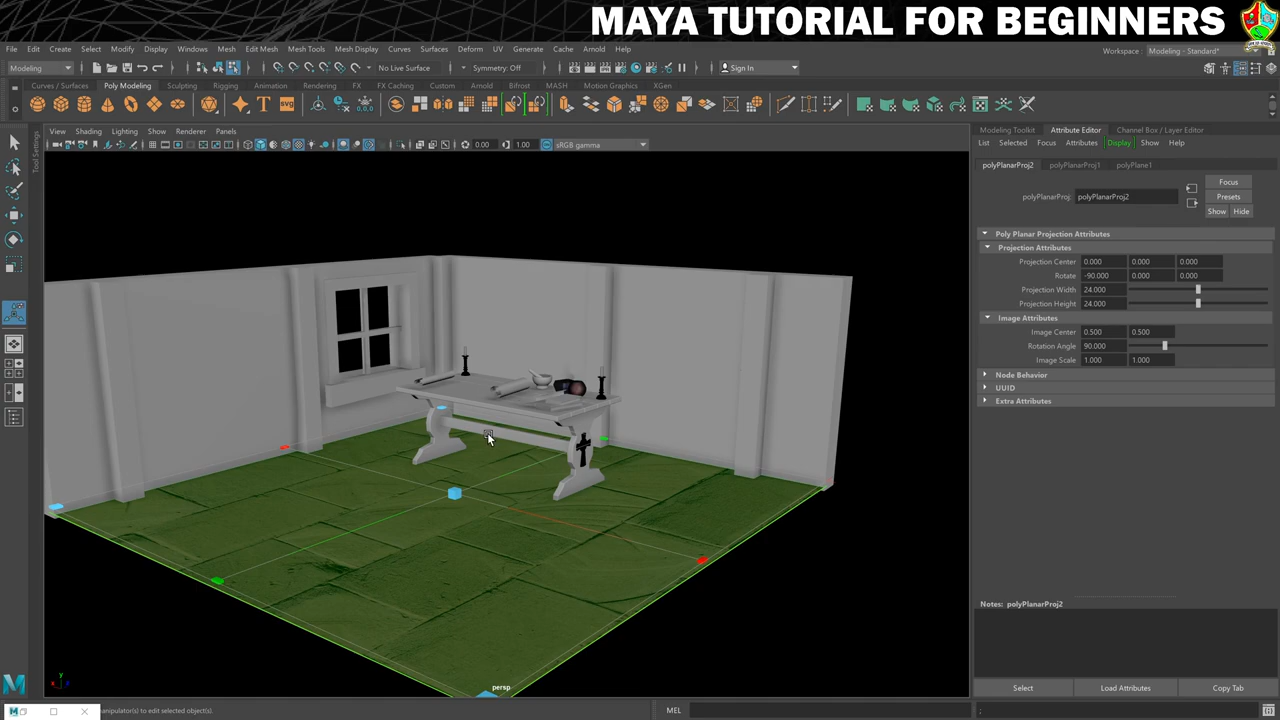 MAYA TUTORIAL FOR BEGINNERS
File Edit Create Select Modify Display Windows Mesh Edit Mesh Mesh Tools Mesh Display Curves Surfaces Deform UV Generate Cache Arnold Help
Workspace : Modeling - Standard*
Modeling No Live Surface Symmetry: Off Sign In
Curves / Surfaces Poly Modeling Sculpting Rigging Animation Rendering FX FX Caching Custom Arnold Bifrost MASH Motion Graphics XGen
View Shading Lighting Show Renderer Panels
0.00 1.00 sRGB gamma
Tool Settings
Modeling Toolkit Attribute Editor Channel Box / Layer Editor
List Selected Focus Attributes Display Show Help
polyPlanarProj2 polyPlanarProj1 polyPlane1
Focus
polyPlanarProj: polyPlanarProj2 Presets
Show Hide
Poly Planar Projection Attributes
Projection Attributes
Projection Center 0.000 0.000 0.000
Rotate -90.000 0.000 0.000
Projection Width 24.000
Projection Height 24.000
Image Attributes
Image Center 0.500 0.500
Rotation Angle 90.000
Image Scale 1.000 1.000
Node Behavior
UUID
Extra Attributes
Notes: polyPlanarProj2
persp
Select Load Attributes Copy Tab
anipulator(s) to edit selected object(s). MEL